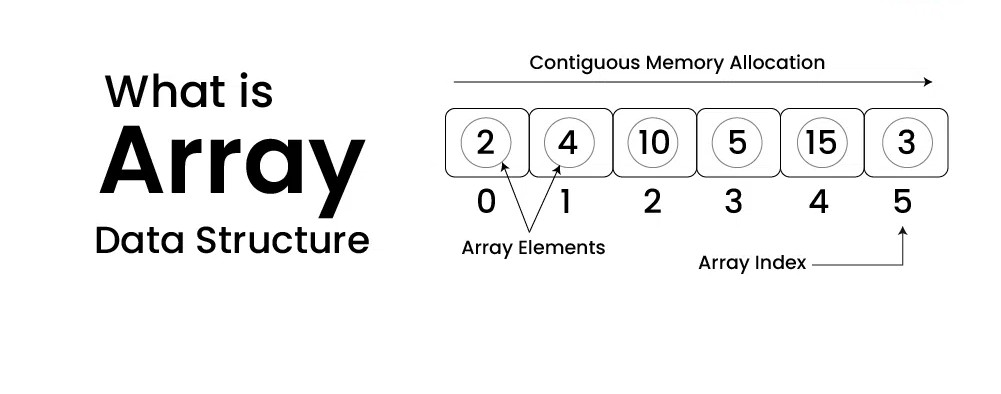 What is
Array
Data Structure
Contiguous Memory Allocation
2 4 10 5 15 3
0 1 2 3 4 5
Array Elements
Array Index